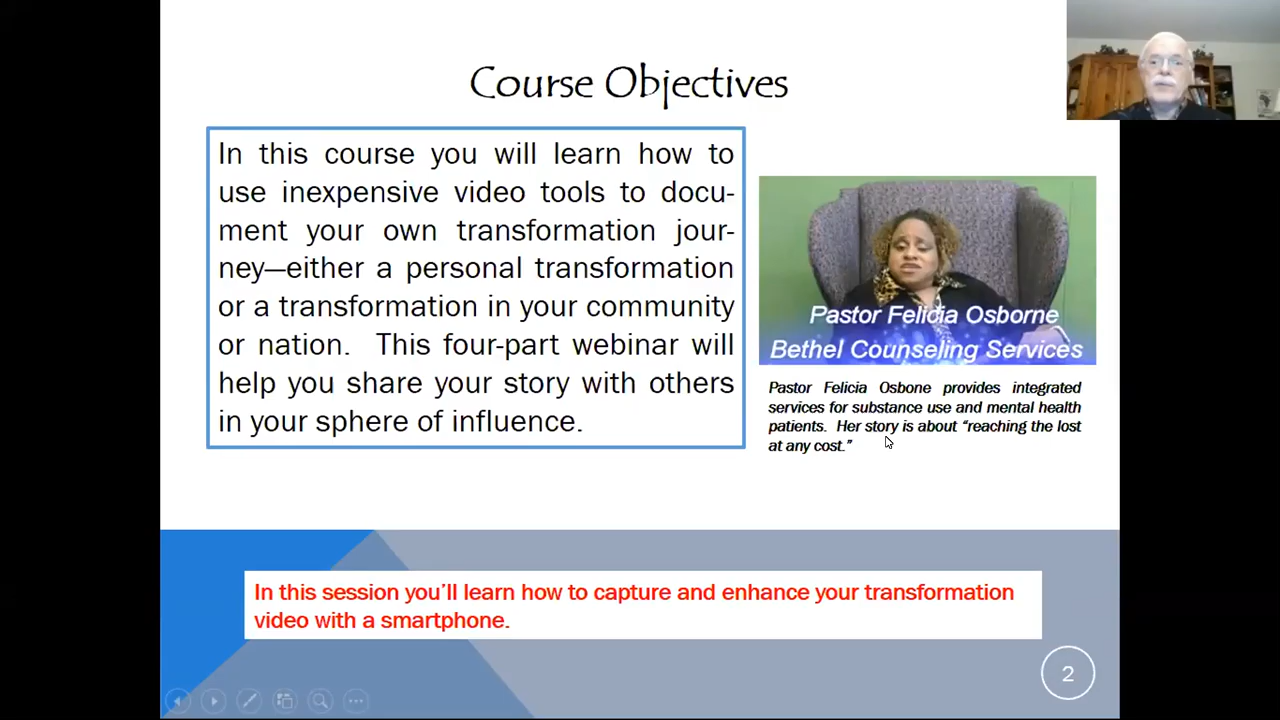 Course Objectives
In this course you will learn how to
use inexpensive video tools to docu-
ment your own transformation jour-
ney—either a personal transformation
or a transformation in your community
or nation.  This four-part webinar will
help you share your story with others
in your sphere of influence.
Pastor Felicia Osborne
Bethel Counseling Services
Pastor Felicia Osbone provides integrated
services for substance use and mental health
patients.  Her story is about “reaching the lost
at any cost.”
In this session you’ll learn how to capture and enhance your transformation
video with a smartphone.
2